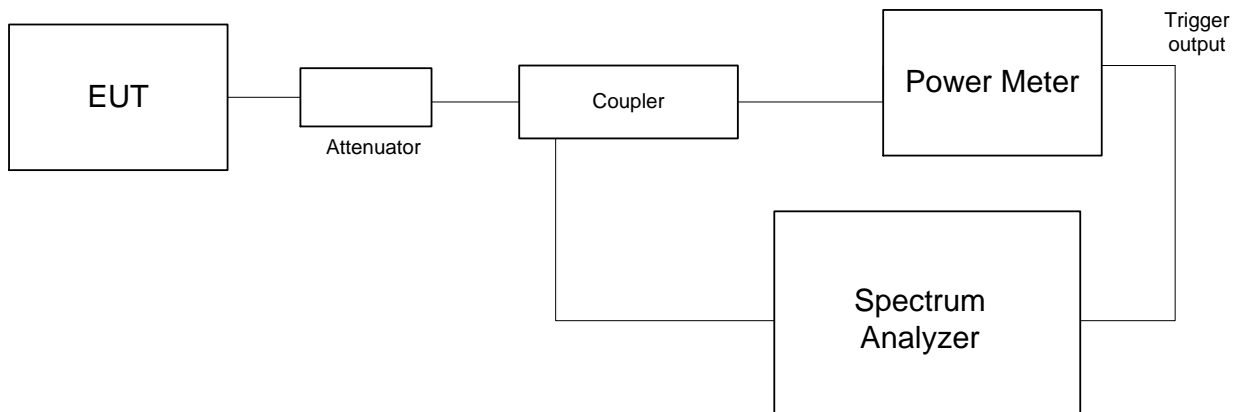 EUT
Attenuator
Coupler
Power Meter
Trigger
output
Spectrum
Analyzer